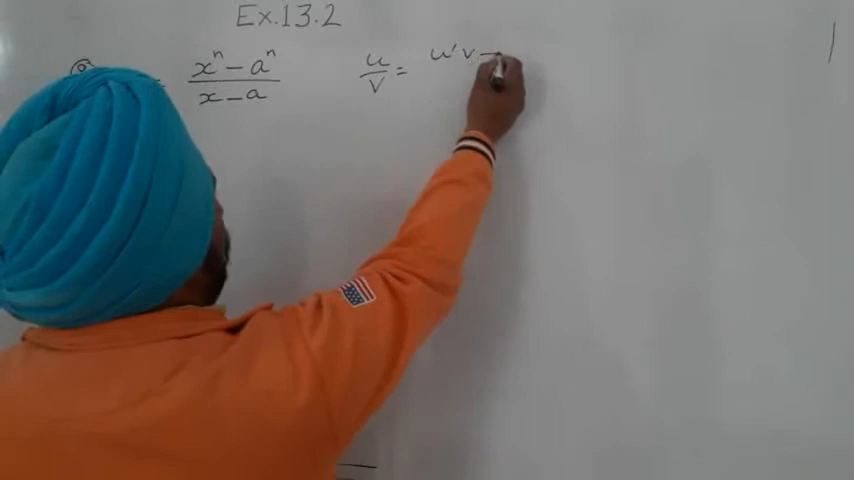 Ex.13.2
= xⁿ - aⁿ / x - a
u / v = u'v -